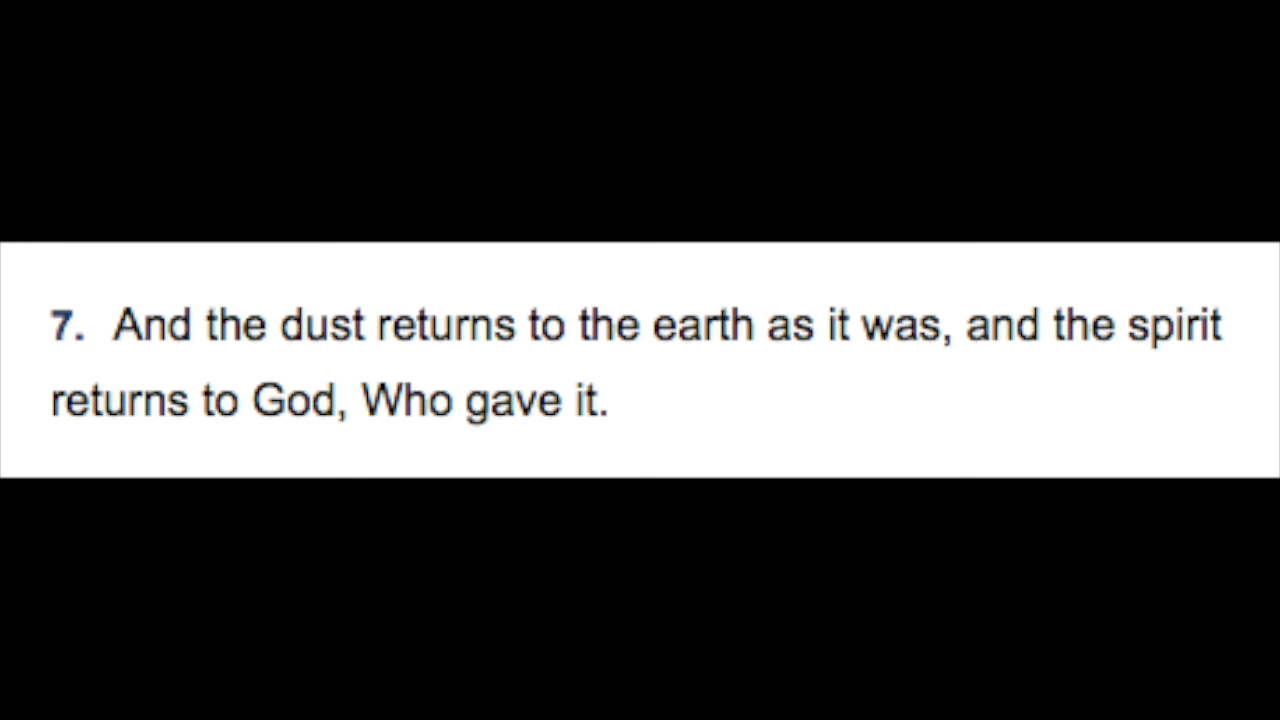 7. And the dust returns to the earth as it was, and the spirit
returns to God, Who gave it.